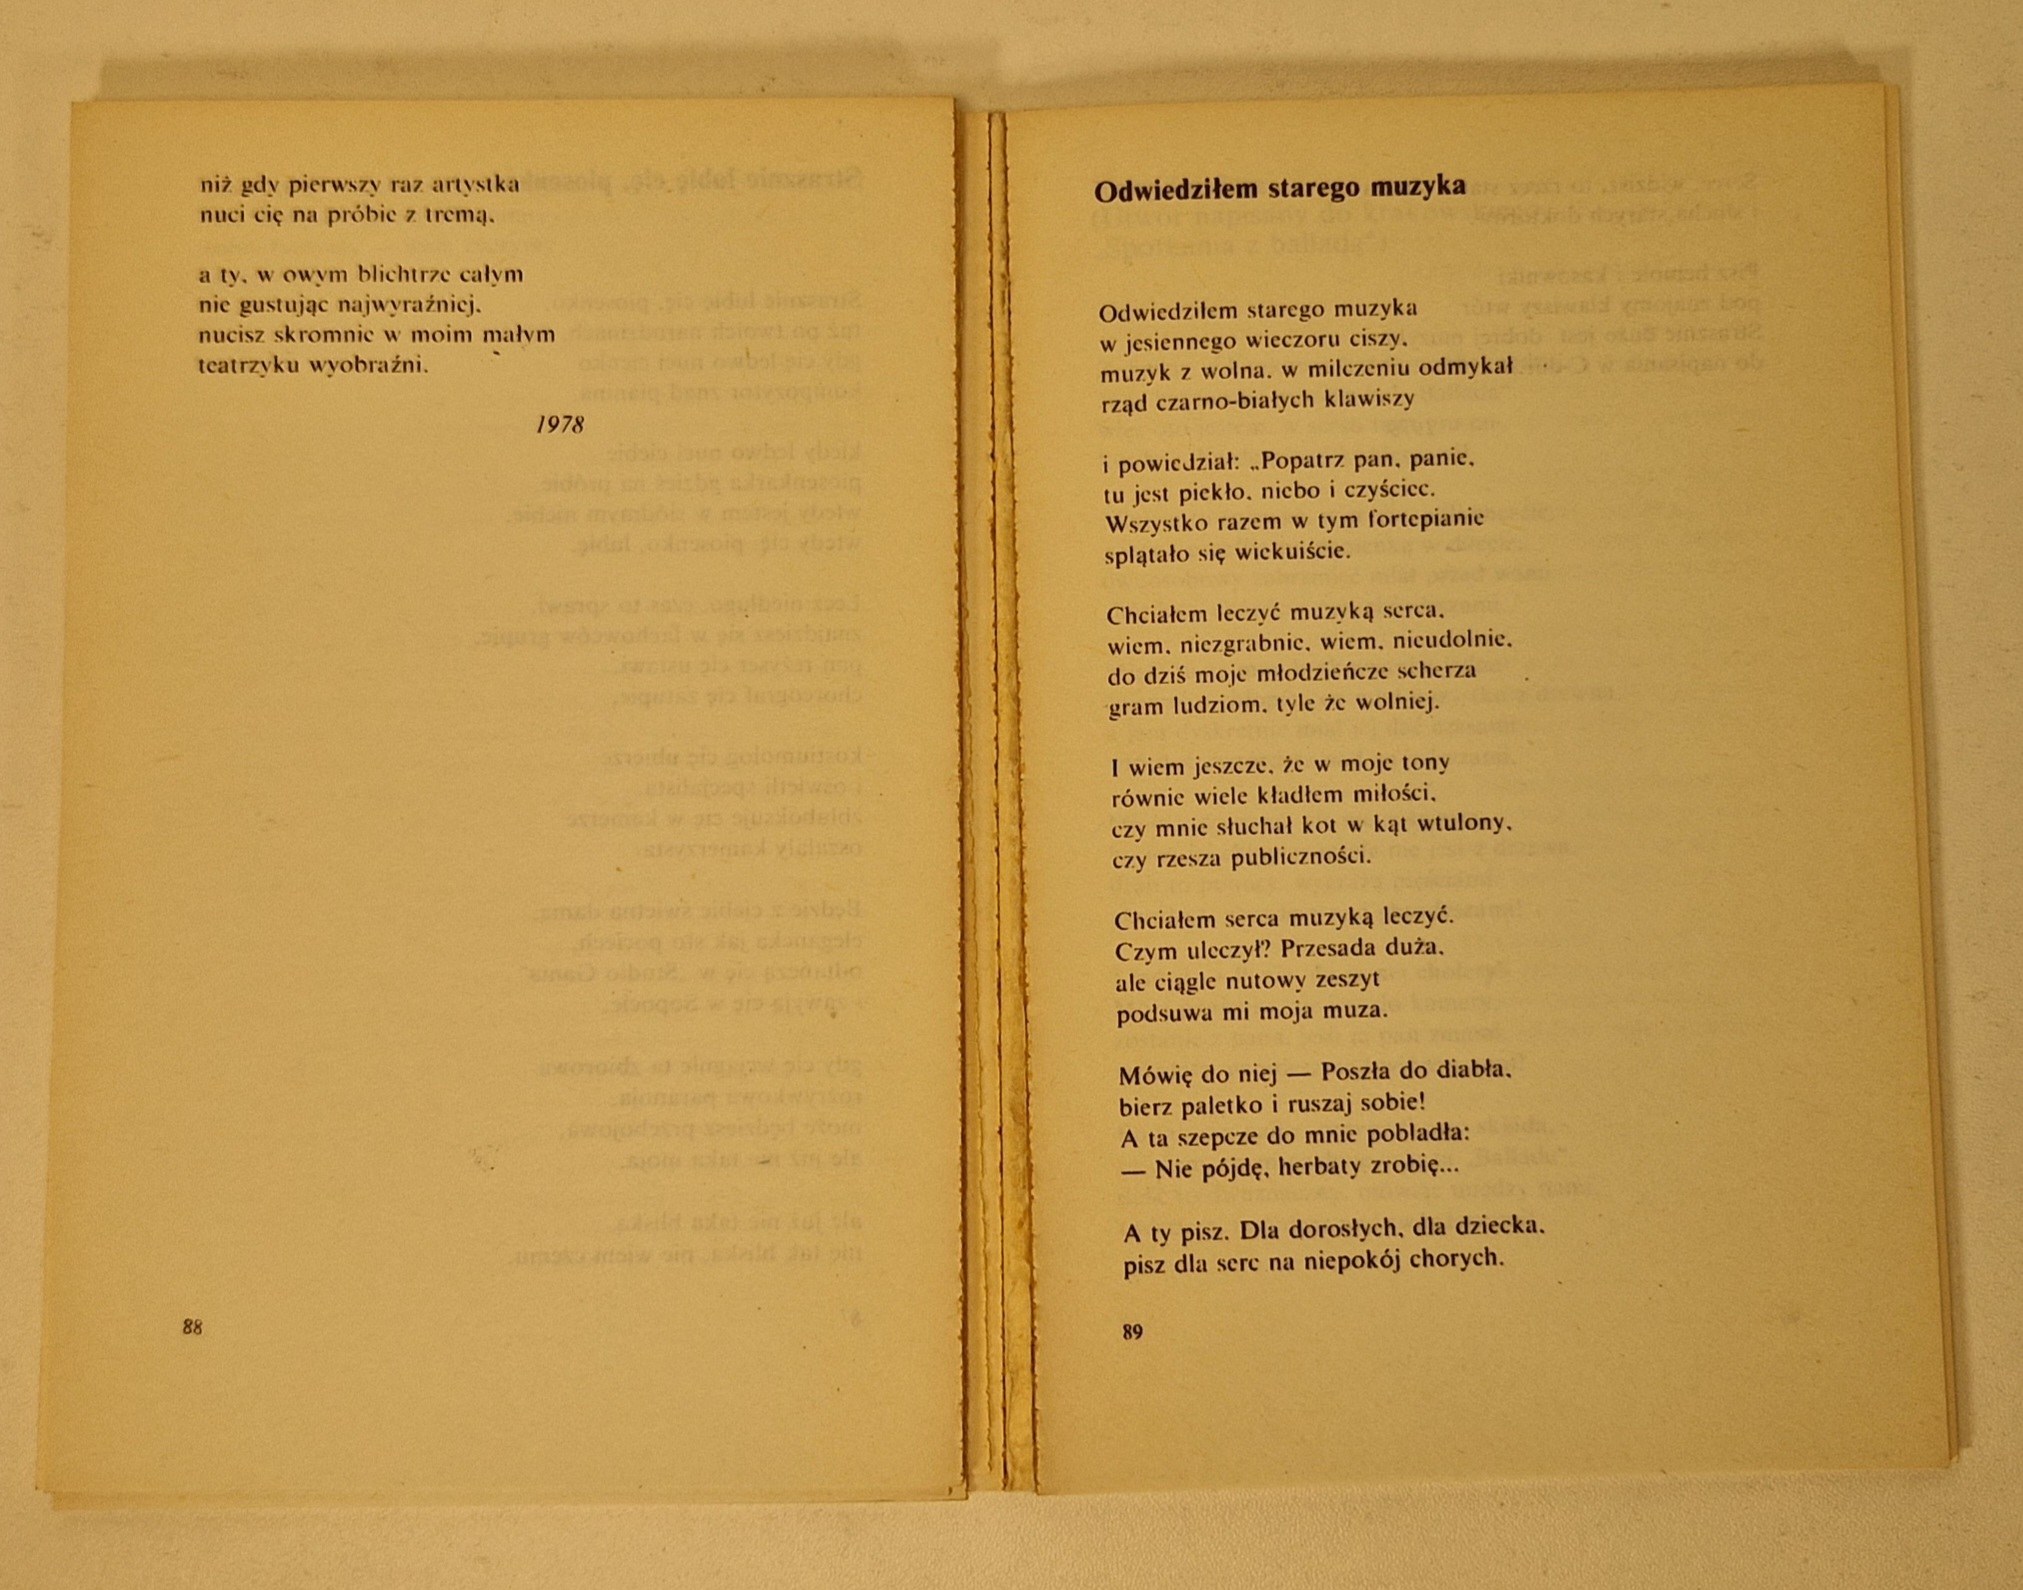 niż gdy pierwszy raz artystka
nuci cię na próbie z tremą.
a ty, w owym blichtrze całym
nie gustując najwyraźniej,
nucisz skromnie w moim małym
teatrzyku wyobraźni.
1978
88
Odwiedziłem starego muzyka
Odwiedziłem starego muzyka
w jesiennego wieczoru ciszy,
muzyk z wolna, w milczeniu odmykał
rząd czarno-białych klawiszy
i powiedział: „Popatrz pan, panie,
tu jest piekło, niebo i czyściec.
Wszystko razem w tym fortepianie
splątało się wiekuiście.
Chciałem leczyć muzyką serca,
wiem, niezgrabnie, wiem, nieudolnie,
do dziś moje młodzieńcze scherza
gram ludziom, tyle że wolniej.
I wiem jeszcze, że w moje tony
równie wiele kładłem miłości,
czy mnie słuchał kot w kąt wtulony,
czy rzesza publiczności.
Chciałem serca muzyką leczyć.
Czym uleczył? Przesada duża,
ale ciągle nutowy zeszyt
podsuwa mi moja muza.
Mówię do niej — Poszła do diabła,
bierz paletko i ruszaj sobie!
A ta szepcze do mnie pobladła:
— Nie pójdę, herbaty zrobię...
A ty pisz. Dla dorosłych, dla dziecka,
pisz dla serc na niepokój chorych.
89